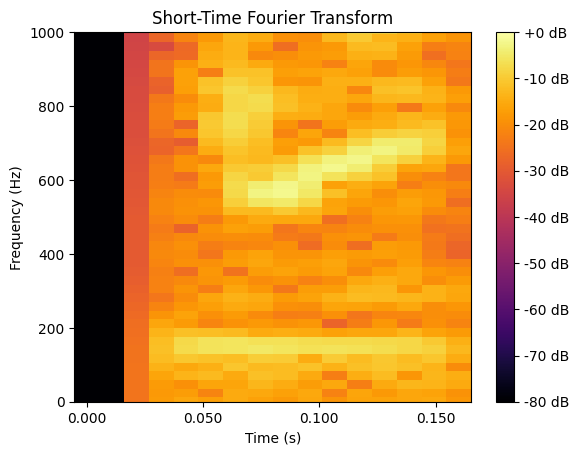 Short-Time Fourier Transform
1000
800
600
400
200
0
Frequency (Hz)
0.000
0.050
0.100
0.150
Time (s)
+0 dB
-10 dB
-20 dB
-30 dB
-40 dB
-50 dB
-60 dB
-70 dB
-80 dB